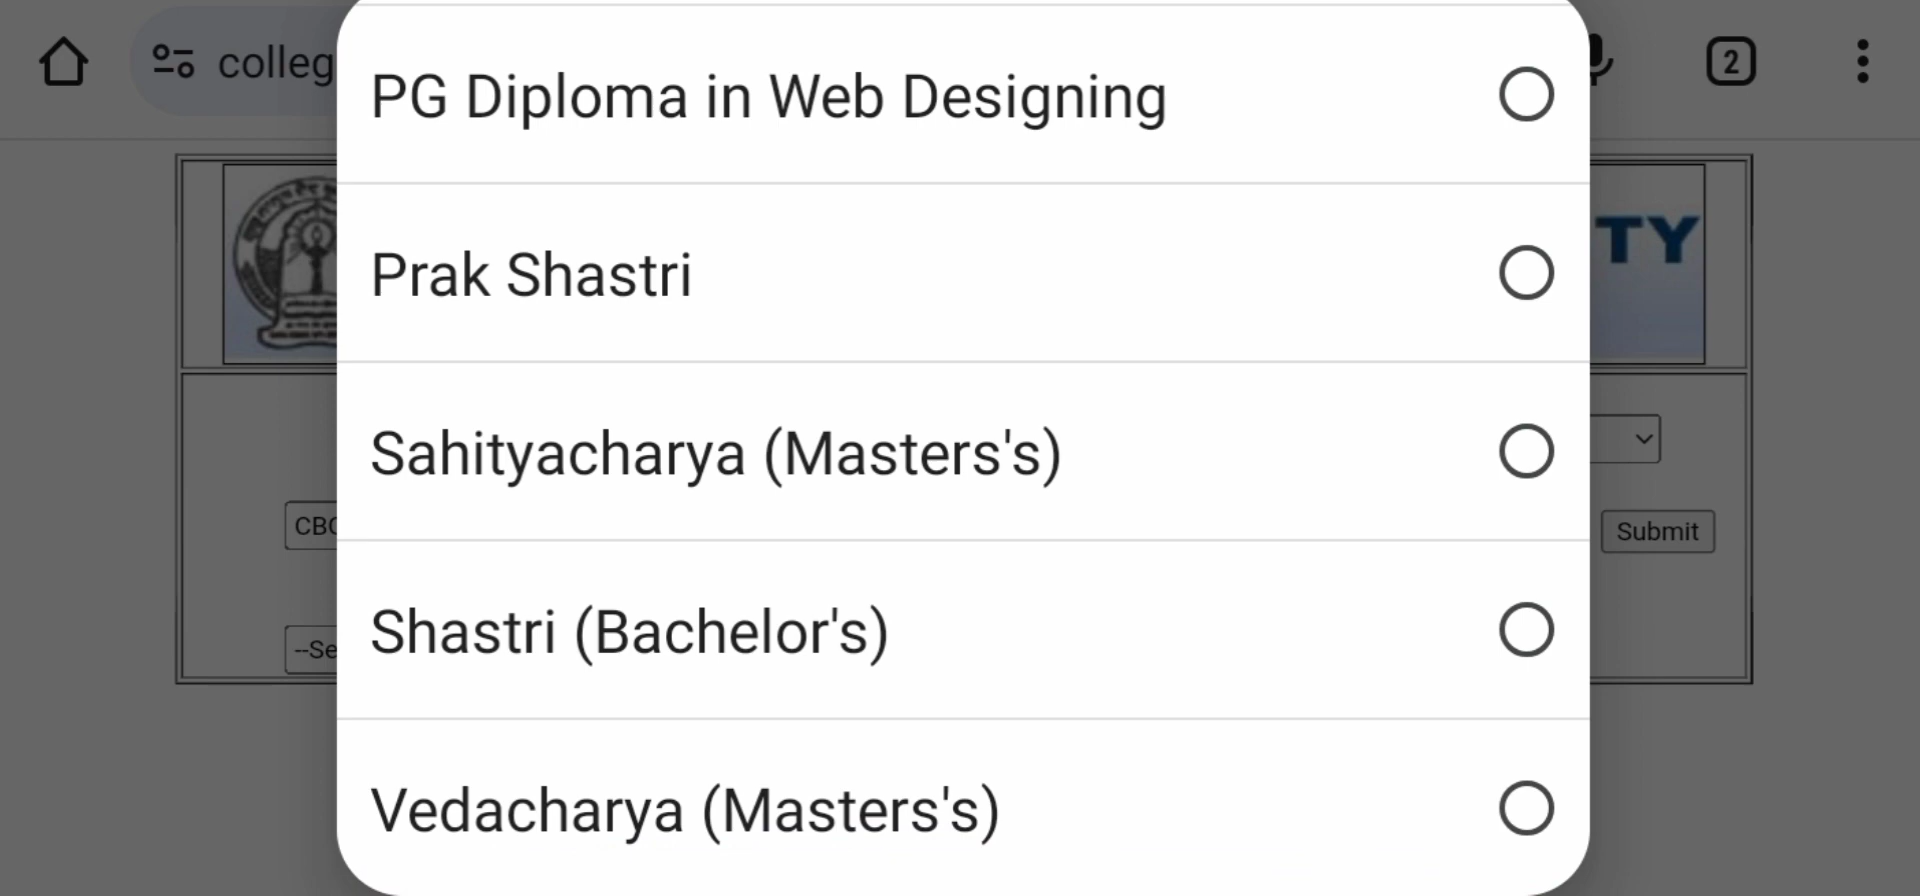 colleg
2
PG Diploma in Web Designing
Prak Shastri
TY
Sahityacharya (Masters's)
CBC
Submit
Shastri (Bachelor's)
--Se
Vedacharya (Masters's)